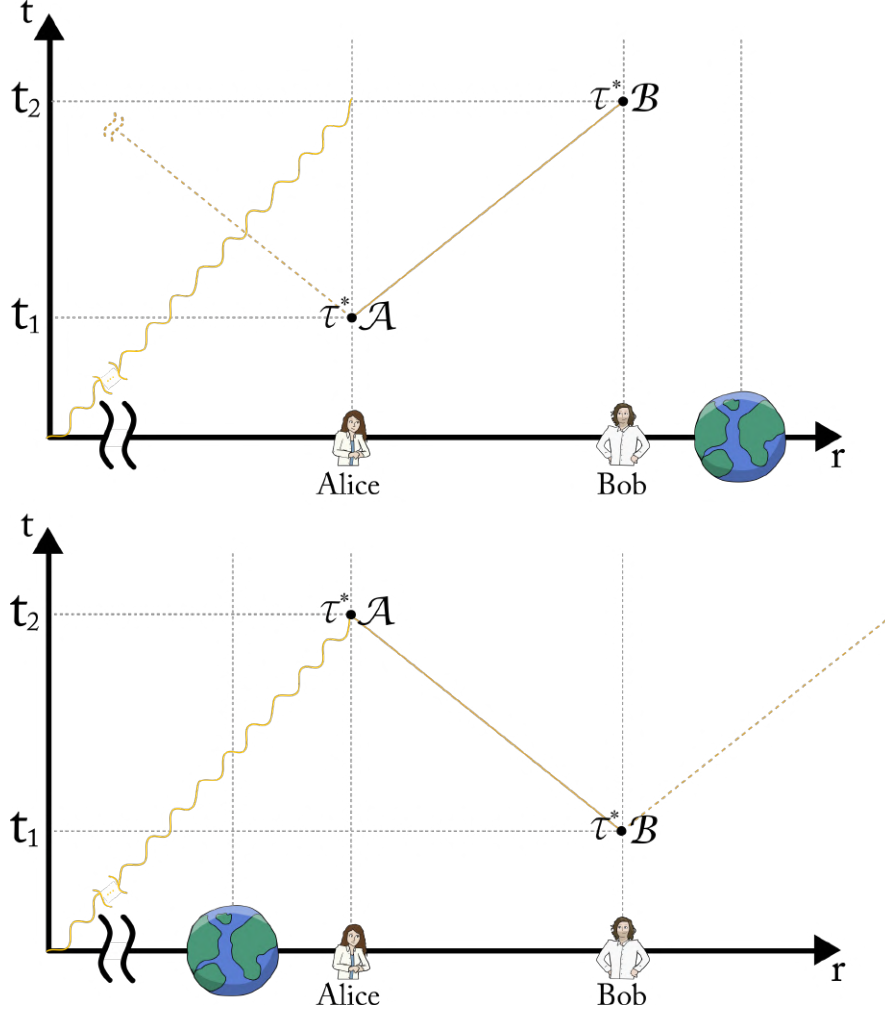 t
t₂
τ* B
t₁
τ* A
Alice
Bob
r
t
t₂
τ* A
t₁
τ* B
Alice
Bob
r